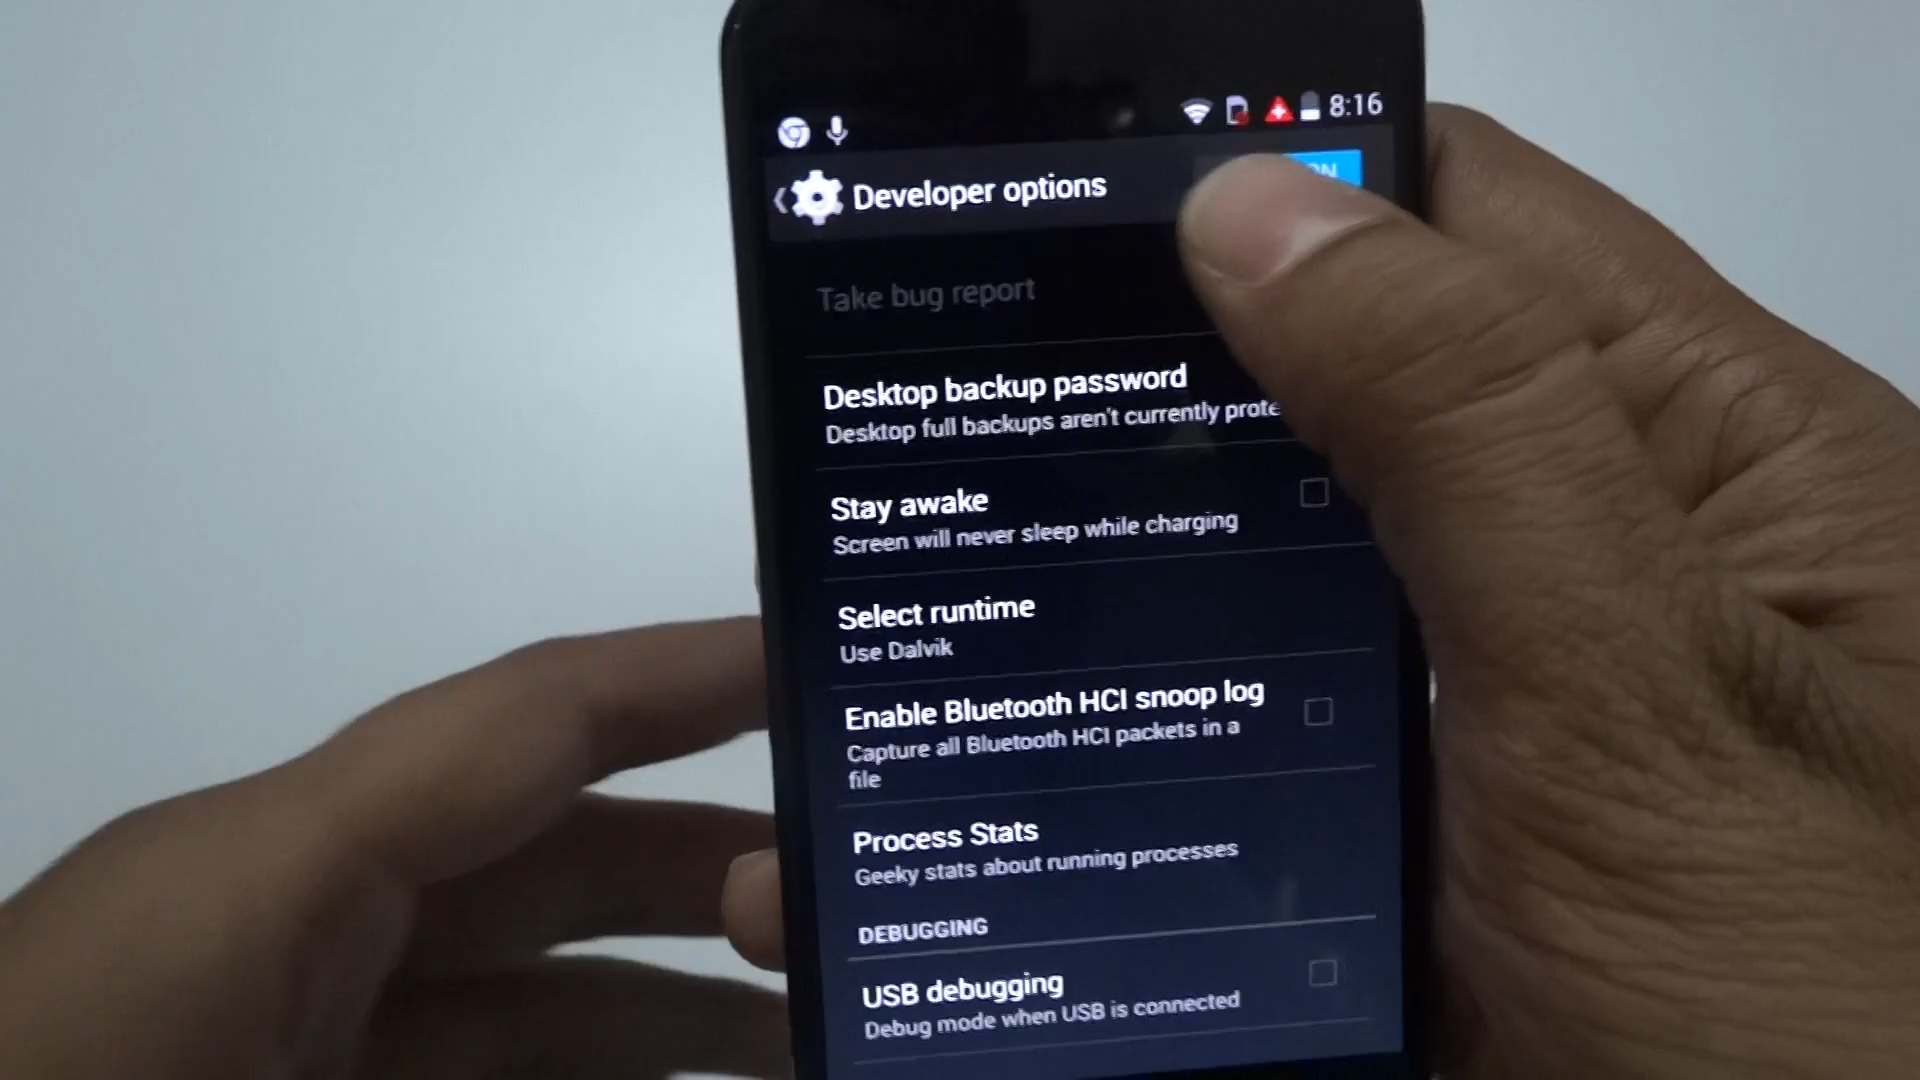 8:16
Developer options
ON
Take bug report
Desktop backup password
Desktop full backups aren't currently
Stay awake
Screen will never sleep while charging
Select runtime
Use Dalvik
Enable Bluetooth HCI snoop log
Capture all Bluetooth HCI packets in a
file
Process Stats
Geeky stats about running processes
DEBUGGING
USB debugging
Debug mode when USB is connected